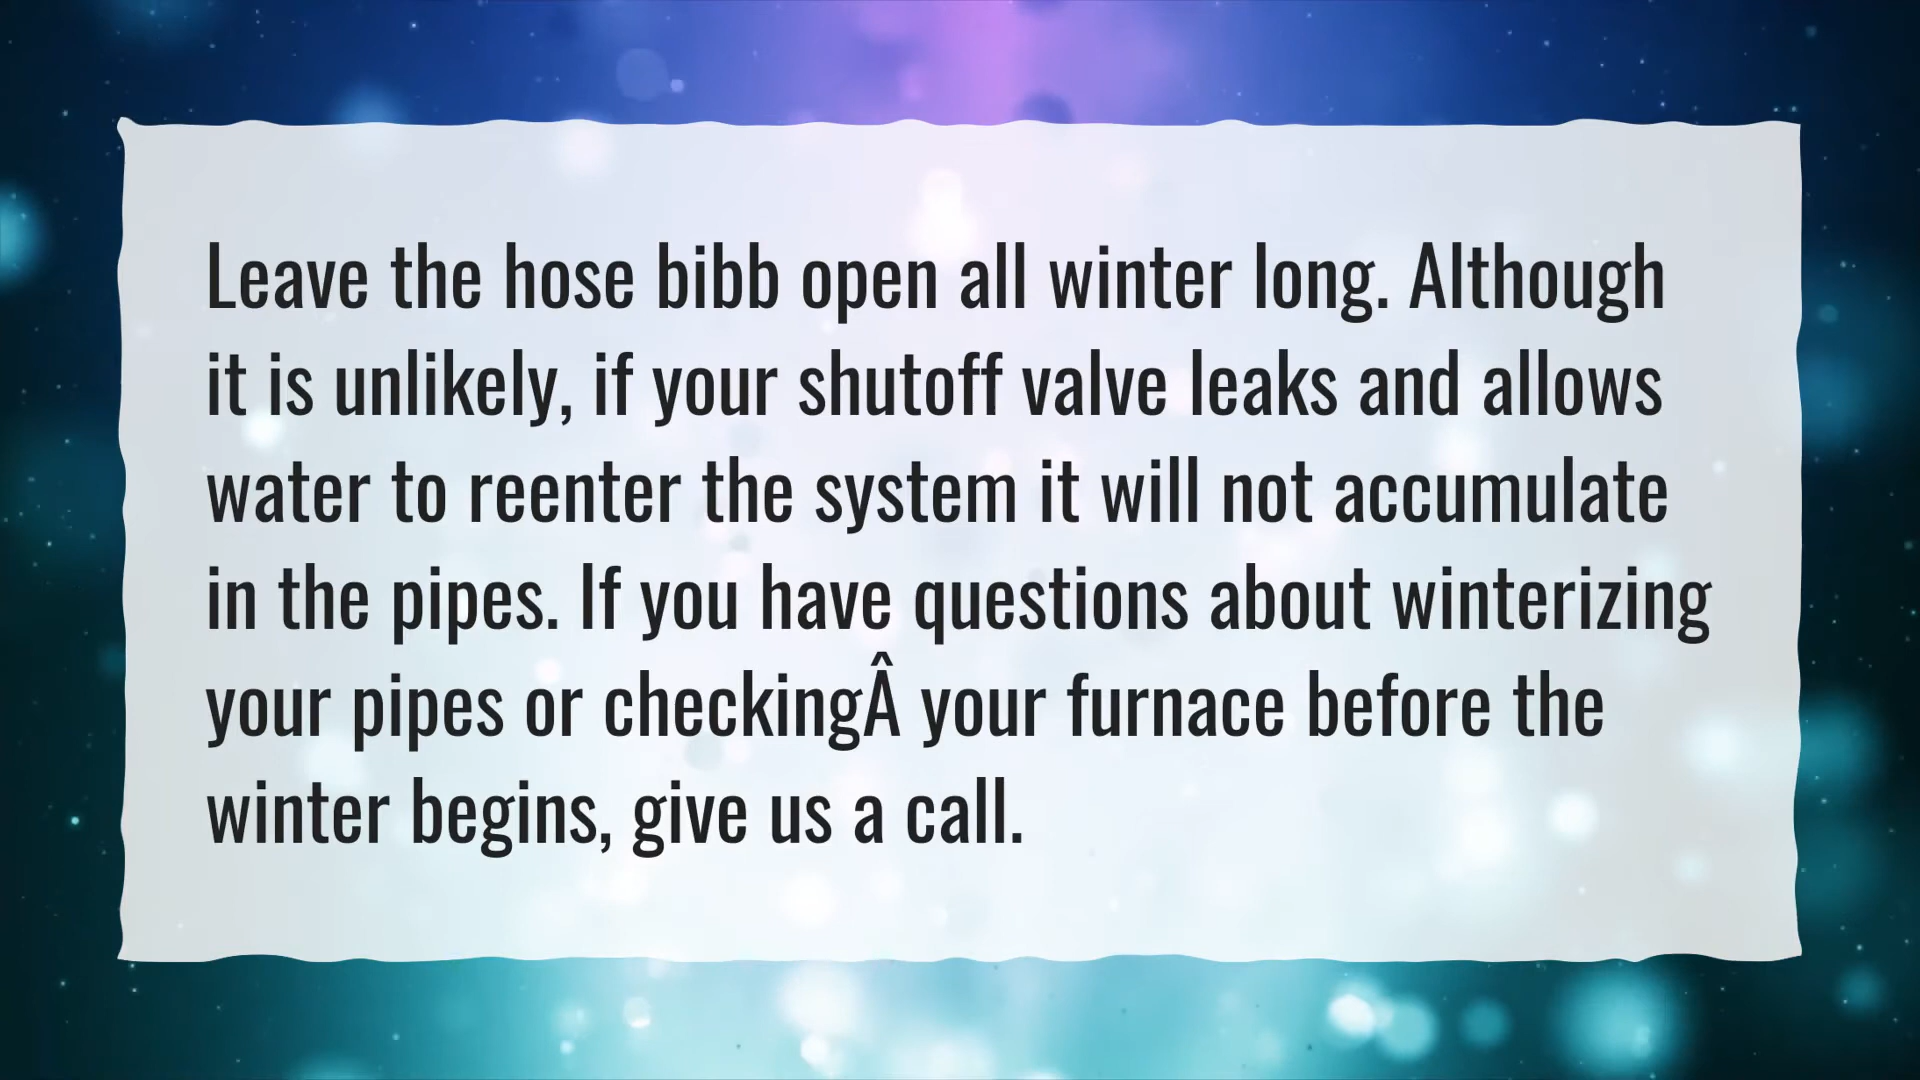 Leave the hose bibb open all winter long. Although
it is unlikely, if your shutoff valve leaks and allows
water to reenter the system it will not accumulate
in the pipes. If you have questions about winterizing
your pipes or checkingÂ your furnace before the
winter begins, give us a call.